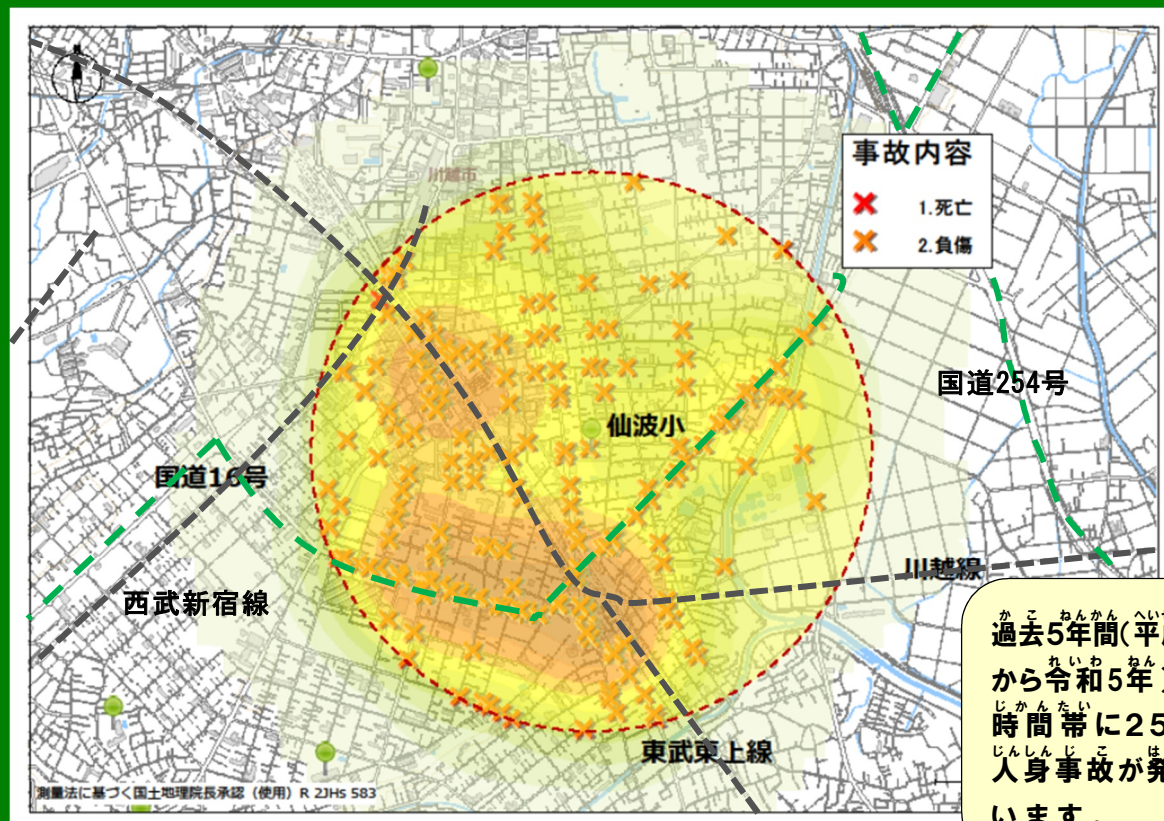 川越市
事故内容
1.死亡
2.負傷
国道254号
仙波小
国道16号
川越線
西武新宿線
東武東上線
測量法に基づく国土地理院長承認(使用)R 2JHs 583
過去5年間(平
から令和5年
時間帯に25
人身事故が発
います。